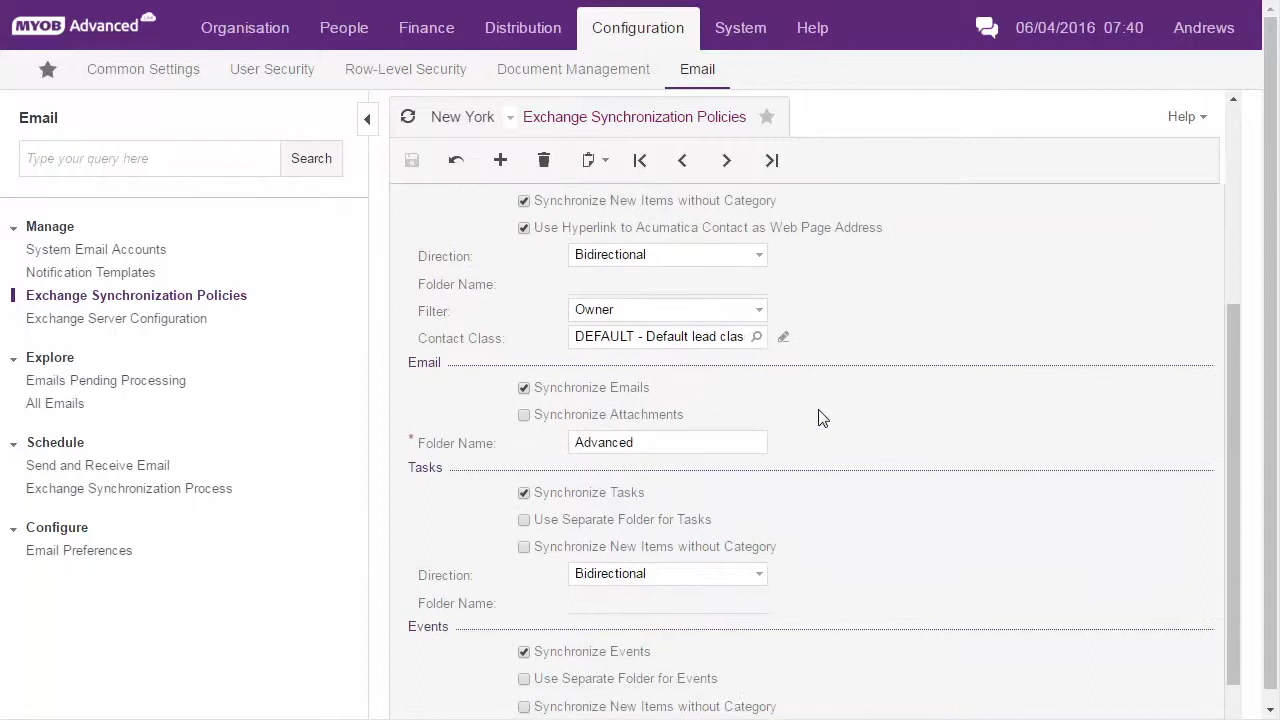 MYOB Advanced
Organisation People Finance Distribution Configuration System Help 06/04/2016 07:40 Andrews
Common Settings User Security Row-Level Security Document Management Email
Email
Type your query here Search
Manage
System Email Accounts
Notification Templates
Exchange Synchronization Policies
Exchange Server Configuration
Explore
Emails Pending Processing
All Emails
Schedule
Send and Receive Email
Exchange Synchronization Process
Configure
Email Preferences
New York Exchange Synchronization Policies Help
Synchronize New Items without Category
Use Hyperlink to Acumatica Contact as Web Page Address
Direction: Bidirectional
Folder Name:
Filter: Owner
Contact Class: DEFAULT - Default lead clas
Email
Synchronize Emails
Synchronize Attachments
* Folder Name: Advanced
Tasks
Synchronize Tasks
Use Separate Folder for Tasks
Synchronize New Items without Category
Direction: Bidirectional
Folder Name:
Events
Synchronize Events
Use Separate Folder for Events
Synchronize New Items without Category